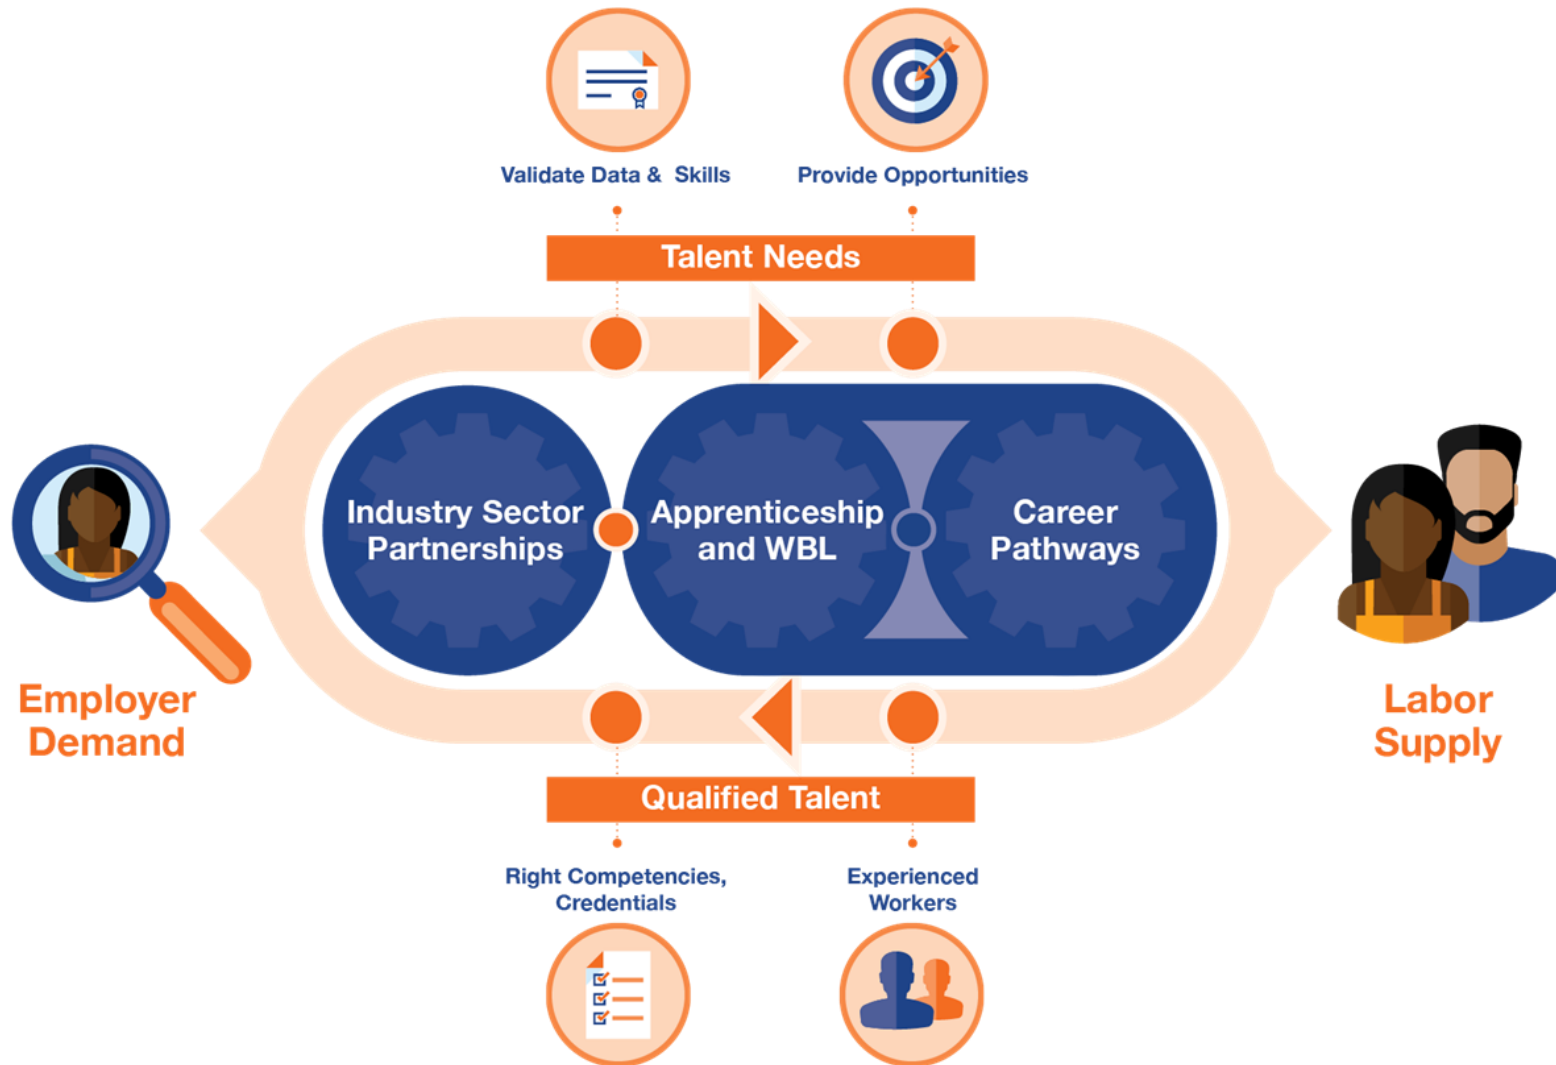 Validate Data & Skills
Provide Opportunities
Talent Needs
Industry Sector
Partnerships
Apprenticeship
and WBL
Career
Pathways
Employer
Demand
Labor
Supply
Qualified Talent
Right Competencies,
Credentials
Experienced
Workers